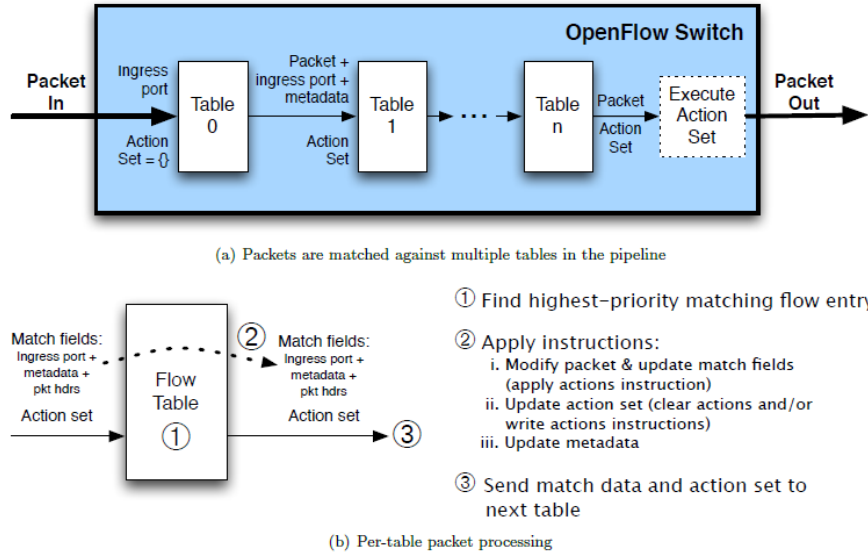 OpenFlow Switch
Packet
In
Ingress
port
Action
Set = {}
Table
0
Packet +
ingress port +
metadata
Action
Set
Table
1
...
Table
n
Packet
Action
Set
Execute
Action
Set
Packet
Out
(a) Packets are matched against multiple tables in the pipeline
Match fields:
Ingress port +
metadata +
pkt hdrs
Action set
Flow
Table
①
②
Match fields:
Ingress port +
metadata +
pkt hdrs
Action set
③
① Find highest-priority matching flow entry
② Apply instructions:
i. Modify packet & update match fields
(apply actions instruction)
ii. Update action set (clear actions and/or
write actions instructions)
iii. Update metadata
③ Send match data and action set to
next table
(b) Per-table packet processing